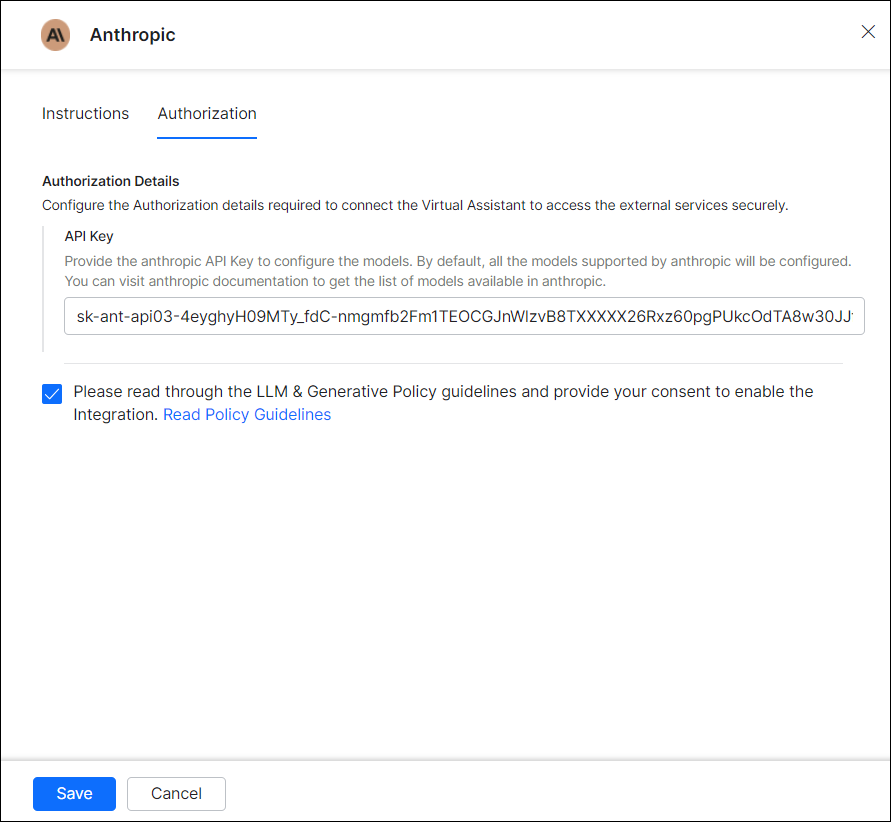 Anthropic
Instructions
Authorization
Authorization Details
Configure the Authorization details required to connect the Virtual Assistant to access the external services securely.
API Key
Provide the anthropic API Key to configure the models. By default, all the models supported by anthropic will be configured.
You can visit anthropic documentation to get the list of models available in anthropic.
sk-ant-api03-4eyghyH09MTy_fdC-nmgmfb2Fm1TEOCGJnWIzvB8TXXXXX26Rxz60pgPUkcOdTA8w30JJ
Please read through the LLM & Generative Policy guidelines and provide your consent to enable the
Integration. Read Policy Guidelines
Save
Cancel